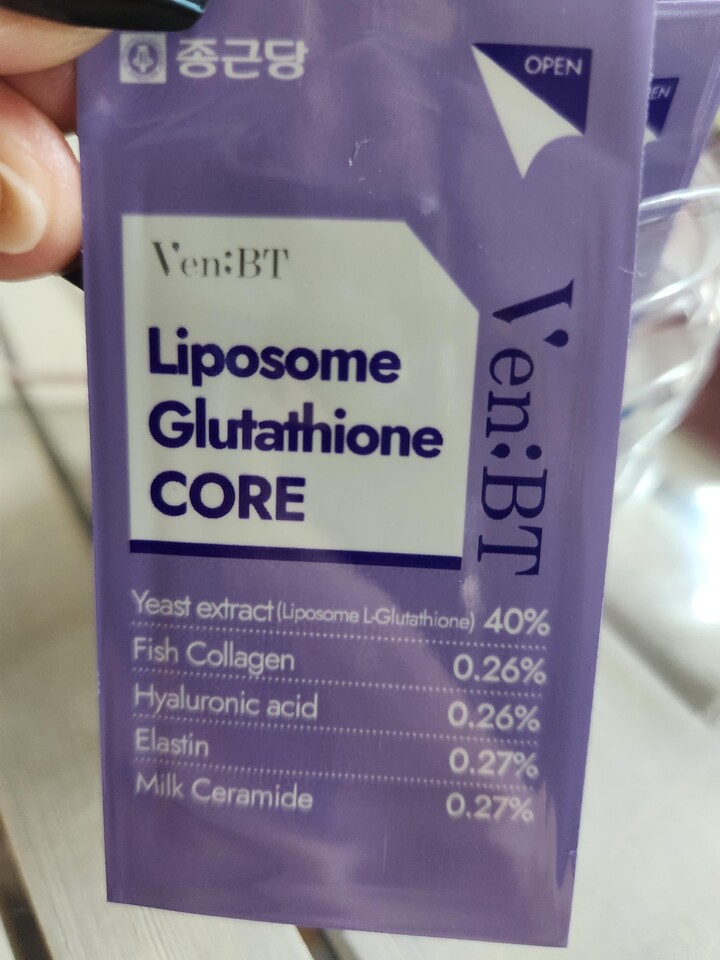 종근당
OPEN
Ven:BT
Liposome
Glutathione
CORE
Ven:BT
Yeast extract (Liposome L-Glutathione) 40%
Fish Collagen 0.26%
Hyaluronic acid 0.26%
Elastin 0.27%
Milk Ceramide 0.27%